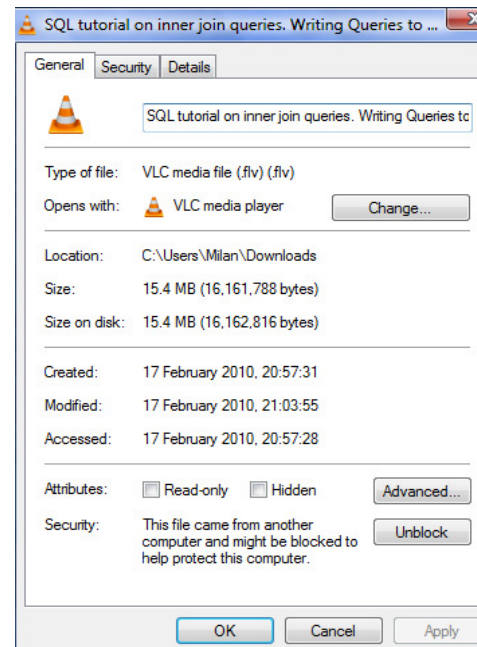 SQL tutorial on inner join queries. Writing Queries to ...
General Security Details
SQL tutorial on inner join queries. Writing Queries to
Type of file: VLC media file (.flv) (.flv)
Opens with: VLC media player Change...
Location: C:\Users\Milan\Downloads
Size: 15.4 MB (16,161,788 bytes)
Size on disk: 15.4 MB (16,162,816 bytes)
Created: 17 February 2010, 20:57:31
Modified: 17 February 2010, 21:03:55
Accessed: 17 February 2010, 20:57:28
Attributes: Read-only Hidden Advanced...
Security: This file came from another
computer and might be blocked to
help protect this computer.
Unblock
OK Cancel Apply